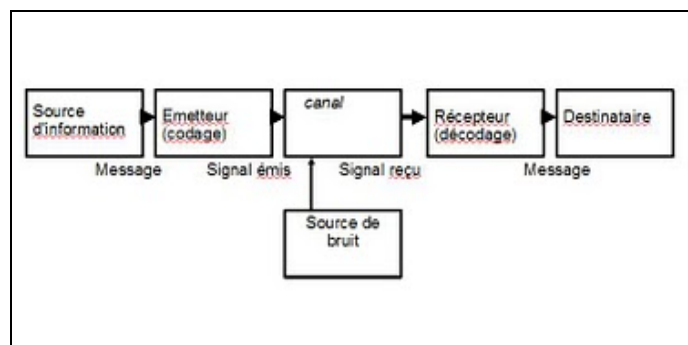 Source
d'information
Emetteur
(codage)
canal
Récepteur
(décodage)
Destinataire
Message
Signal émis
Signal reçu
Message
Source de
bruit